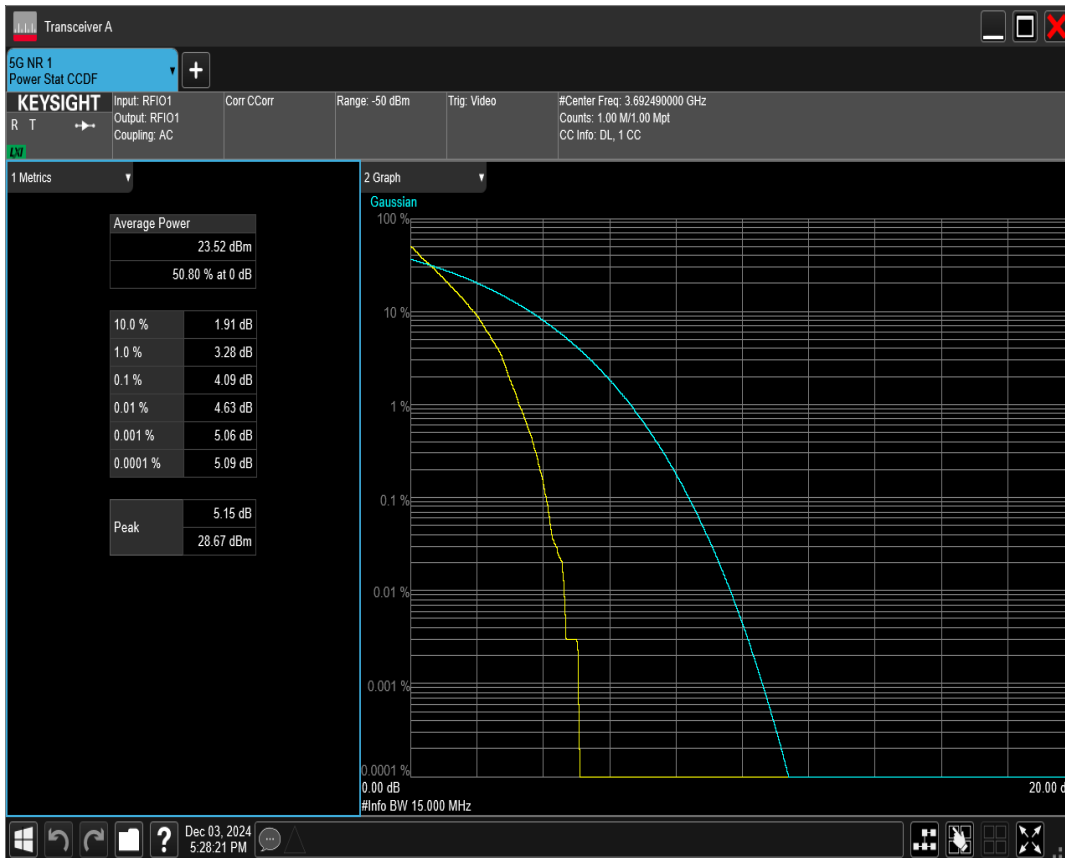 Transceiver A
5G NR 1
Power Stat CCDF
+
KEYSIGHT
R T
LXI
Input: RFIO1
Output: RFIO1
Coupling: AC
Corr CCorr
Range: -50 dBm
Trig: Video
#Center Freq: 3.692490000 GHz
Counts: 1.00 M/1.00 Mpt
CC Info: DL, 1 CC
1 Metrics
Average Power
23.52 dBm
50.80 % at 0 dB
10.0 % 1.91 dB
1.0 % 3.28 dB
0.1 % 4.09 dB
0.01 % 4.63 dB
0.001 % 5.06 dB
0.0001 % 5.09 dB
Peak 5.15 dB
28.67 dBm
2 Graph
Gaussian
100 %
10 %
1 %
0.1 %
0.01 %
0.001 %
0.0001 %
0.00 dB 20.00 d
#Info BW 15.000 MHz
?
Dec 03, 2024
5:28:21 PM